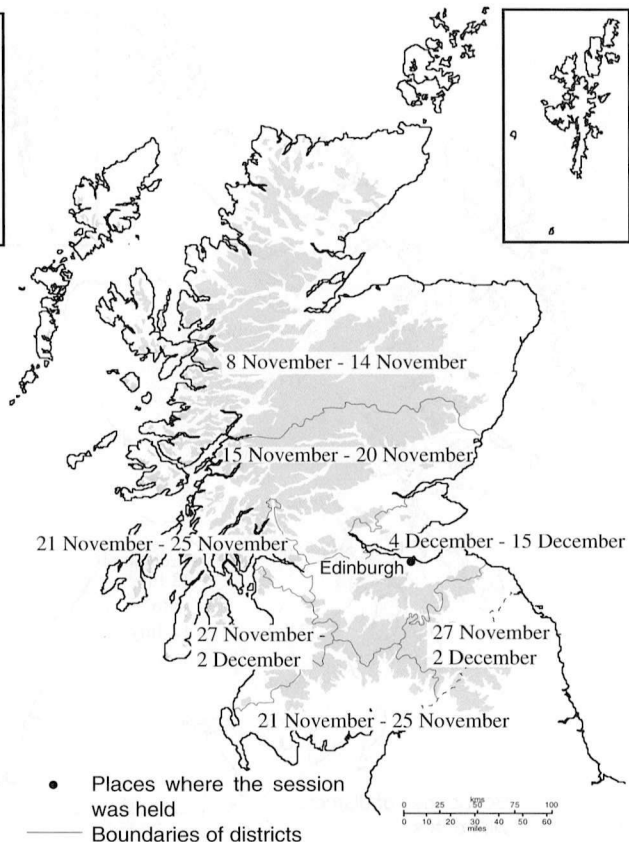 8 November - 14 November
15 November - 20 November
21 November - 25 November
4 December - 15 December
Edinburgh
27 November -
2 December
27 November
2 December
21 November - 25 November
Places where the session
was held
Boundaries of districts
kms
0 25 50 75 100
0 10 20 30 40 50 60
miles